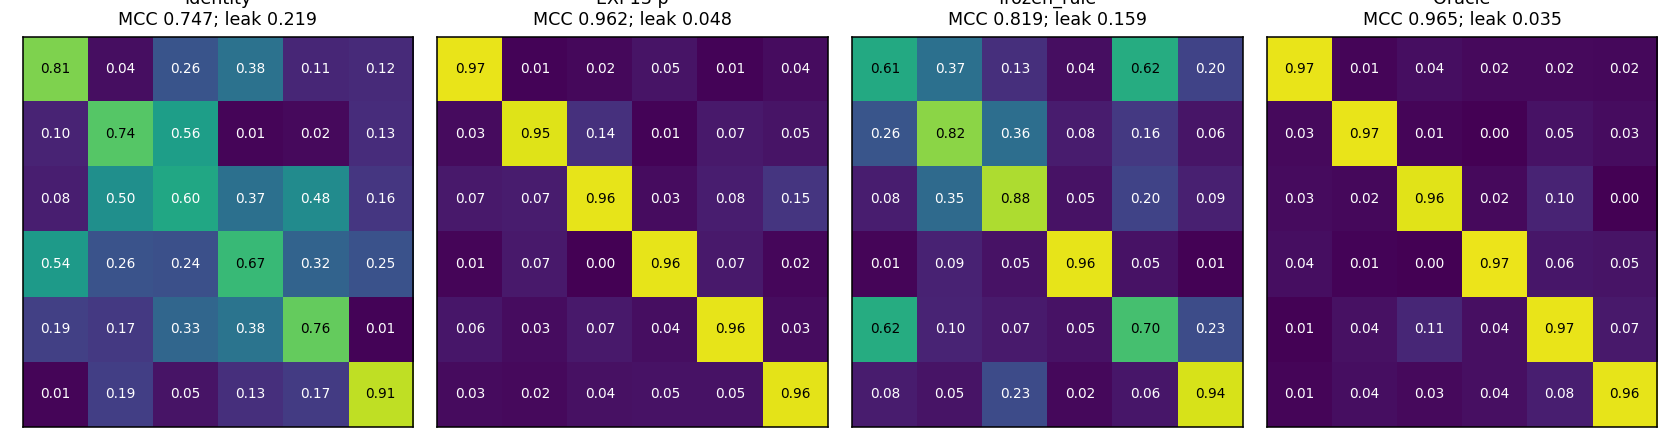 Identity EXP13-p frozen_rule Oracle
MCC 0.747; leak 0.219 MCC 0.962; leak 0.048 MCC 0.819; leak 0.159 MCC 0.965; leak 0.035
0.81 0.04 0.26 0.38 0.11 0.12 0.97 0.01 0.02 0.05 0.01 0.04 0.61 0.37 0.13 0.04 0.62 0.20 0.97 0.01 0.04 0.02 0.02 0.02
0.10 0.74 0.56 0.01 0.02 0.13 0.03 0.95 0.14 0.01 0.07 0.05 0.26 0.82 0.36 0.08 0.16 0.06 0.03 0.97 0.01 0.00 0.05 0.03
0.08 0.50 0.60 0.37 0.48 0.16 0.07 0.07 0.96 0.03 0.08 0.15 0.08 0.35 0.88 0.05 0.20 0.09 0.03 0.02 0.96 0.02 0.10 0.00
0.54 0.26 0.24 0.67 0.32 0.25 0.01 0.07 0.00 0.96 0.07 0.02 0.01 0.09 0.05 0.96 0.05 0.01 0.04 0.01 0.00 0.97 0.06 0.05
0.19 0.17 0.33 0.38 0.76 0.01 0.06 0.03 0.07 0.04 0.96 0.03 0.62 0.10 0.07 0.05 0.70 0.23 0.01 0.04 0.11 0.04 0.97 0.07
0.01 0.19 0.05 0.13 0.17 0.91 0.03 0.02 0.04 0.05 0.05 0.96 0.08 0.05 0.23 0.02 0.06 0.94 0.01 0.04 0.03 0.04 0.08 0.96